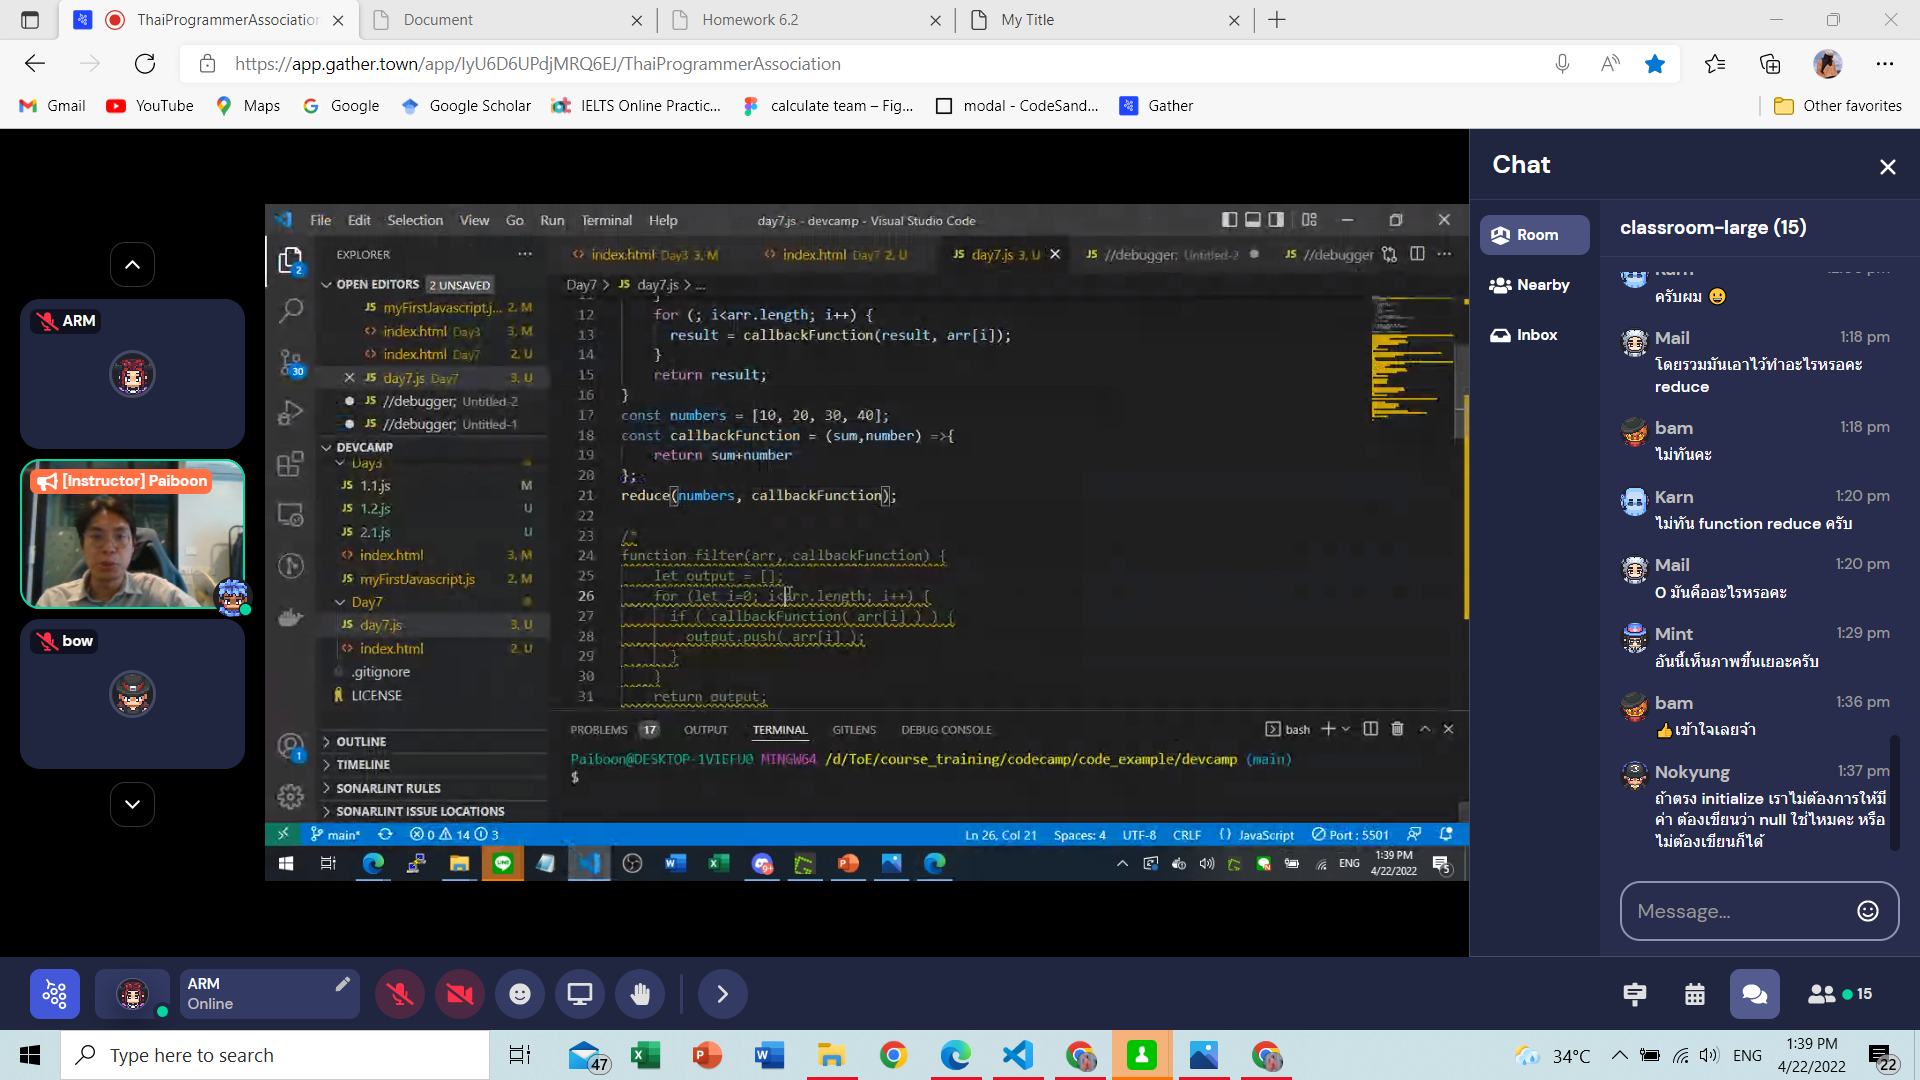 ThaiProgrammerAssociation
Document
Homework 6.2
My Title
https://app.gather.town/app/IyU6D6UPdjMRQ6EJ/ThaiProgrammerAssociation
Gmail
YouTube
Maps
Google
Google Scholar
IELTS Online Practic...
calculate team – Fig...
modal - CodeSand...
Gather
Other favorites
ARM
[Instructor] Paiboon
bow
File Edit Selection View Go Run Terminal Help
day7.js - devcamp - Visual Studio Code
EXPLORER
OPEN EDITORS 2 UNSAVED
JS myFirstJavascript.j... 2, M
<> index.html Day3 3, M
<> index.html Day7 2, U
JS day7.js Day7 3, U
JS //debugger; Untitled-2
JS //debugger; Untitled-1
DEVCAMP
Day3
JS 1.1.js M
JS 1.2.js U
JS 2.1.js U
<> index.html 3, M
JS myFirstJavascript.js 2, M
Day7
JS day7.js 3, U
<> index.html 2, U
.gitignore
LICENSE
OUTLINE
TIMELINE
SONARLINT RULES
SONARLINT ISSUE LOCATIONS
2
30
1
<> index.html Day3 3, M
<> index.html Day7 2, U
JS day7.js 3, U
JS //debugger; Untitled-2
JS //debugger
Day7 > JS day7.js > ...
12 for (; i<arr.length; i++) {
13 result = callbackFunction(result, arr[i]);
14 }
15 return result;
16 }
17 const numbers = [10, 20, 30, 40];
18 const callbackFunction = (sum,number) =>{
19 return sum+number
20 };
21 reduce(numbers, callbackFunction);
22
23 /*
24 function filter(arr, callbackFunction) {
25 let output = [];
26 for (let i=0; i<arr.length; i++) {
27 if ( callbackFunction( arr[i] ) ) {
28 output.push( arr[i] );
29 }
30 }
31 return output;
PROBLEMS 17 OUTPUT TERMINAL GITLENS DEBUG CONSOLE
bash
Paiboon@DESKTOP-1VIEFU0 MINGW64 /d/ToE/course_training/codecamp/code_example/devcamp (main)
$
main* 0 14 3
Ln 26, Col 21 Spaces: 4 UTF-8 CRLF {} JavaScript Port : 5501
ENG
1:39 PM
4/22/2022
5
Chat
Room
Nearby
Inbox
classroom-large (15)
Karn
ครับผม 😀
Mail 1:18 pm
โดยรวมมันเอาไว้ทำอะไรหรอคะ
reduce
bam 1:18 pm
ไม่ทันคะ
Karn 1:20 pm
ไม่ทัน function reduce ครับ
Mail 1:20 pm
0 มันคืออะไรหรอคะ
Mint 1:29 pm
อันนี้เห็นภาพขึ้นเยอะครับ
bam 1:36 pm
👍เข้าใจเลยจ้า
Nokyung 1:37 pm
ถ้าตรง initialize เราไม่ต้องการให้มี
ค่า ต้องเขียนว่า null ใช่ไหมคะ หรือ
ไม่ต้องเขียนก็ได้
Message...
ARM
Online
15
Type here to search
47
34°C
ENG
1:39 PM
4/22/2022
22